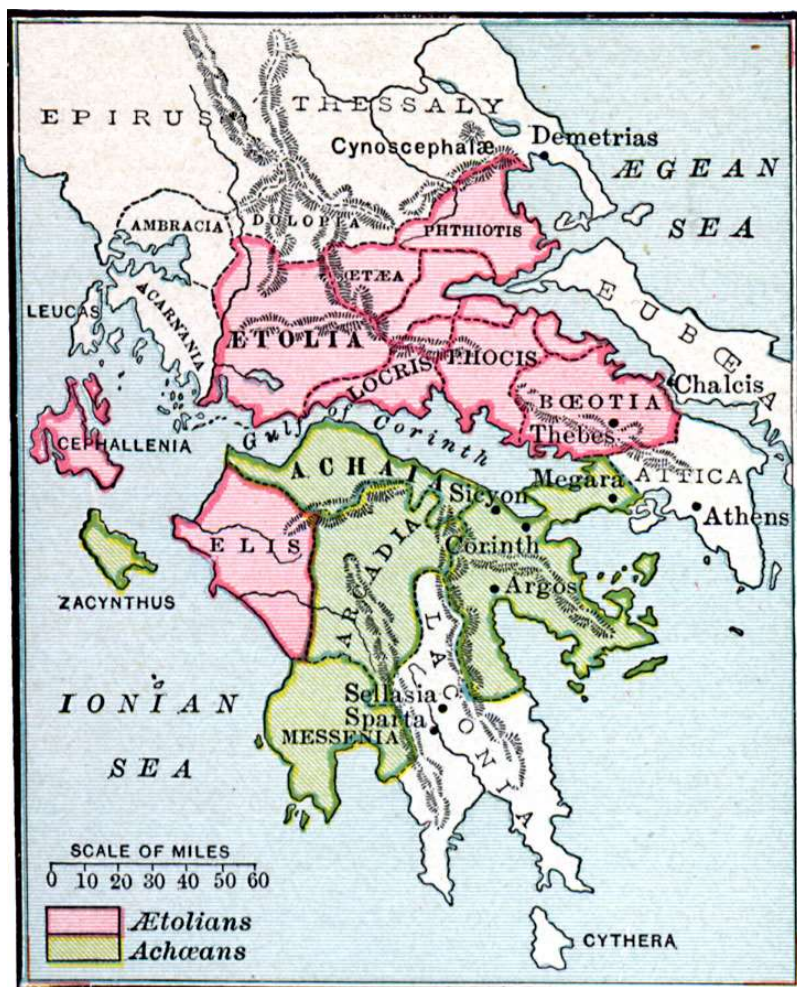 EPIRUS
THESSALY
Cynoscephalæ
Demetrias
ÆGEAN
SEA
AMBRACIA
DOLOPIA
PHTHIOTIS
ŒTÆA
LEUCAS
ACARNANIA
ÆTOLIA
LOCRIS
PHOCIS
EUBŒA
Chalcis
BŒOTIA
Thebes
CEPHALLENIA
Gulf of Corinth
ACHAIA
Sicyon
Megara
ATTICA
Athens
Corinth
ELIS
ARCADIA
Argos
ZACYNTHUS
LACONIA
IONIAN
SEA
Sellasia
Sparta
MESSENIA
SCALE OF MILES
0 10 20 30 40 50 60
Ætolians
Achæans
CYTHERA